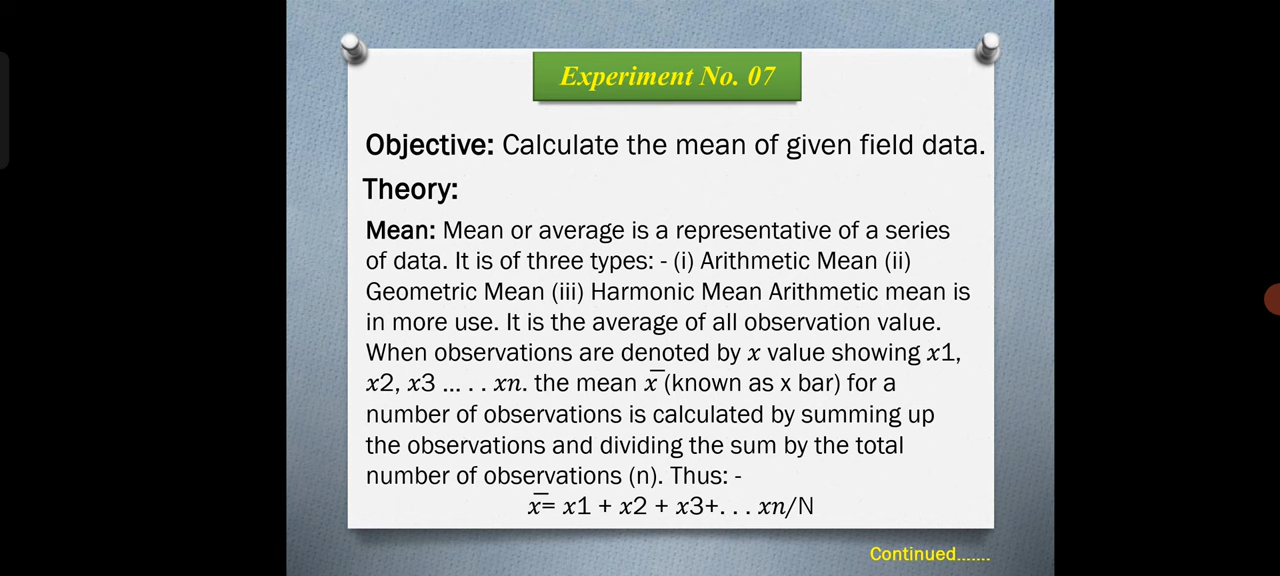 Experiment No. 07
Objective: Calculate the mean of given field data.
Theory:
Mean: Mean or average is a representative of a series
of data. It is of three types: - (i) Arithmetic Mean (ii)
Geometric Mean (iii) Harmonic Mean Arithmetic mean is
in more use. It is the average of all observation value.
When observations are denoted by x value showing x1,
x2, x3 ... . . xn. the mean x̅ (known as x bar) for a
number of observations is calculated by summing up
the observations and dividing the sum by the total
number of observations (n). Thus: -
x̅= x1 + x2 + x3+. . . xn/N
Continued.......